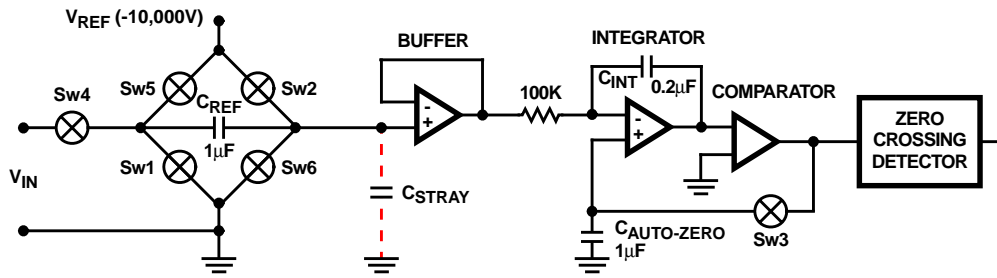 VREF (-10,000V)
BUFFER
INTEGRATOR
Sw5
Sw2
CINT
0.2μF
Sw4
CREF
100K
COMPARATOR
-
+
-
+
ZERO
CROSSING
DETECTOR
1μF
Sw1
Sw6
VIN
CSTRAY
CAUTO-ZERO
1μF
Sw3